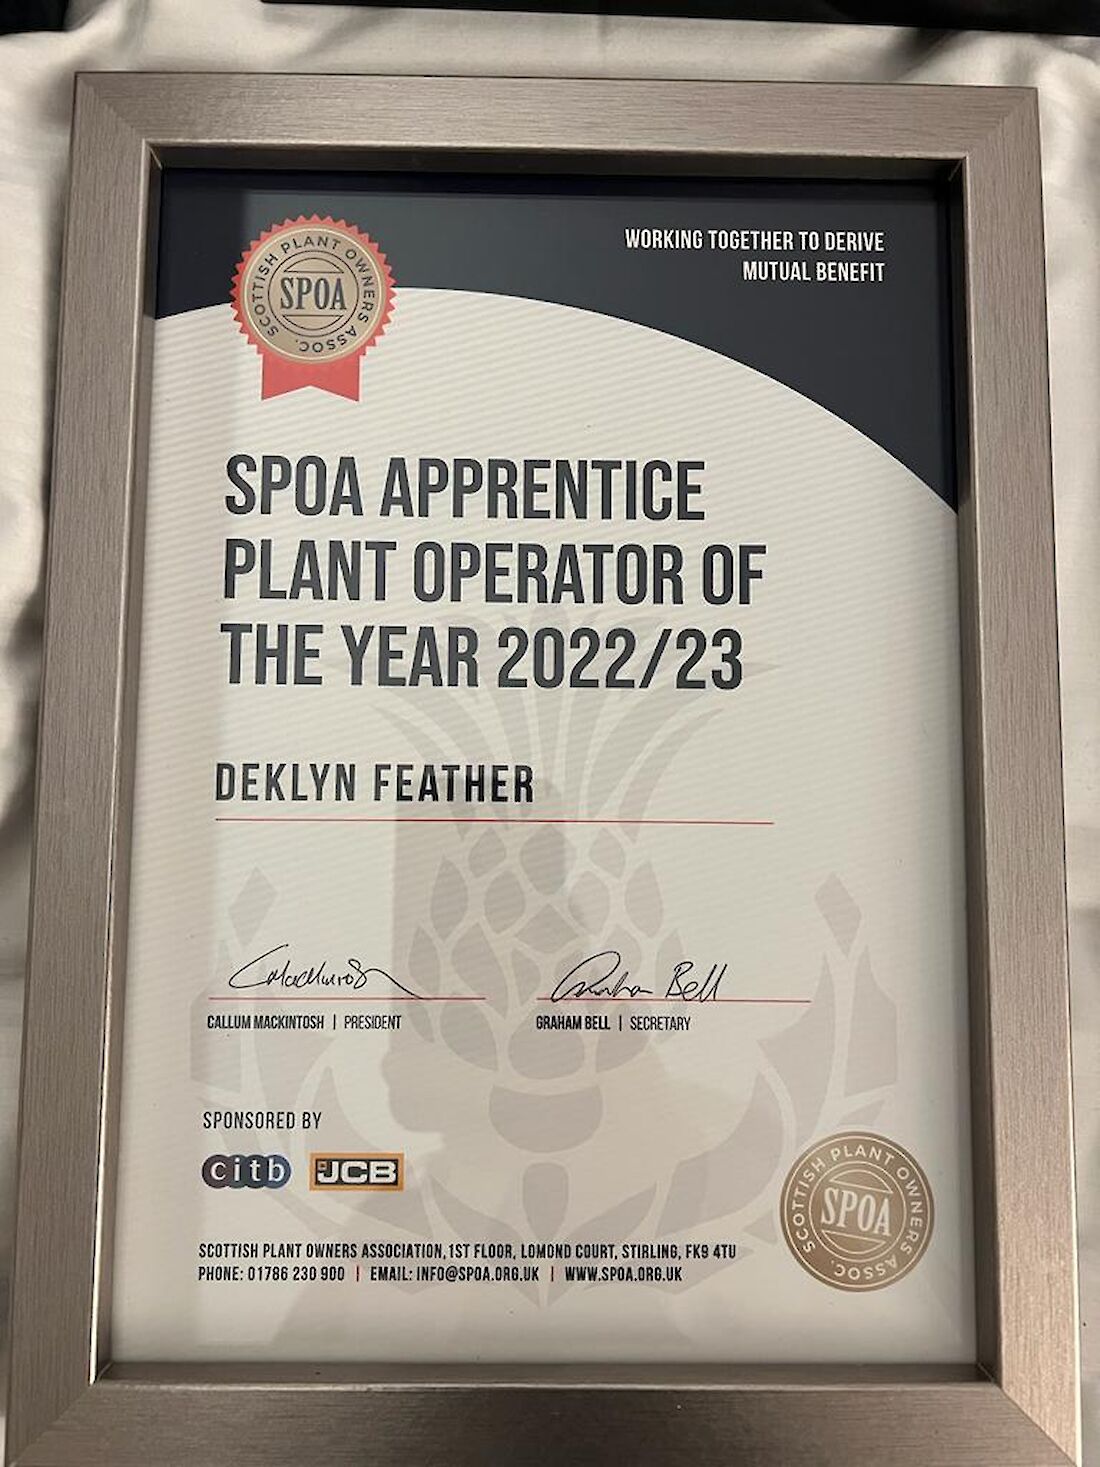 SCOTTISH PLANT OWNERS ASSOC.
SPOA
WORKING TOGETHER TO DERIVE
MUTUAL BENEFIT
SPOA APPRENTICE
PLANT OPERATOR OF
THE YEAR 2022/23
DEKLYN FEATHER
CMackintosh
Graham Bell
CALLUM MACKINTOSH | PRESIDENT
GRAHAM BELL | SECRETARY
SPONSORED BY
citb
JCB
SCOTTISH PLANT OWNERS ASSOC.
SPOA
SCOTTISH PLANT OWNERS ASSOCIATION, 1ST FLOOR, LOMOND COURT, STIRLING, FK9 4TU
PHONE: 01786 230 900 | EMAIL: INFO@SPOA.ORG.UK | WWW.SPOA.ORG.UK